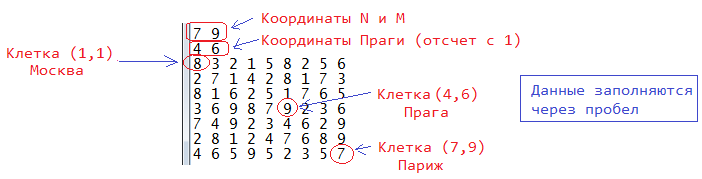 7 9
Координаты N и M
4 6
Координаты Праги (отсчет с 1)
Клетка (1,1)
Москва
8 3 2 1 5 8 2 5 6
2 7 1 4 2 8 1 7 3
8 1 6 2 5 1 7 6 5
3 6 9 8 7 9 2 3 6
7 4 9 2 3 4 6 2 9
2 8 1 2 4 7 6 8 9
4 6 5 9 5 2 3 5 7
Клетка (4,6)
Прага
Клетка (7,9)
Париж
Данные заполняются
через пробел